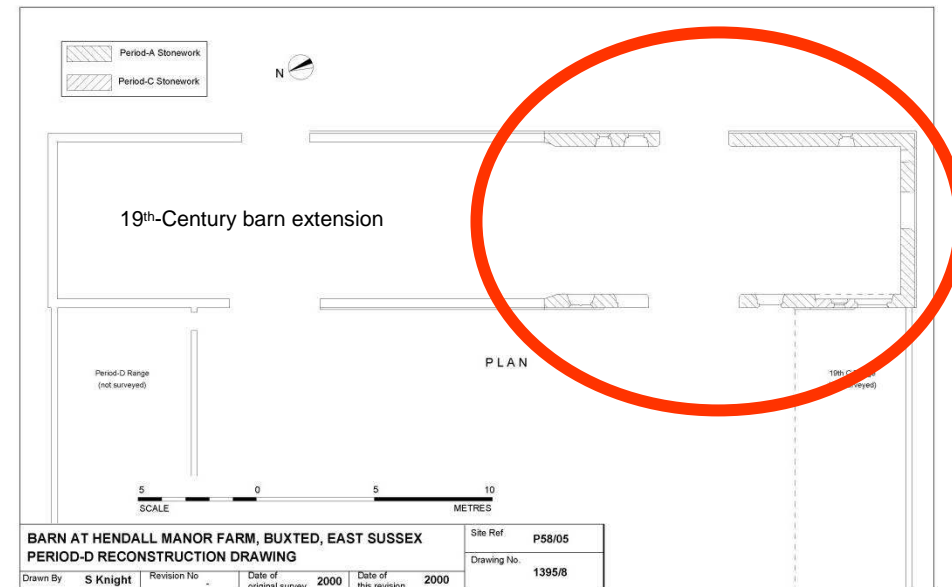 Period-A Stonework
Period-C Stonework
N
19th-Century barn extension
PLAN
Period-D Range
(not surveyed)
19th C
veyed)
5 0 5 10
SCALE METRES
BARN AT HENDALL MANOR FARM, BUXTED, EAST SUSSEX
PERIOD-D RECONSTRUCTION DRAWING
Site Ref P58/05
Drawing No. 1395/8
Drawn By S Knight
Revision No -
Date of
original survey 2000
Date of
this revision 2000